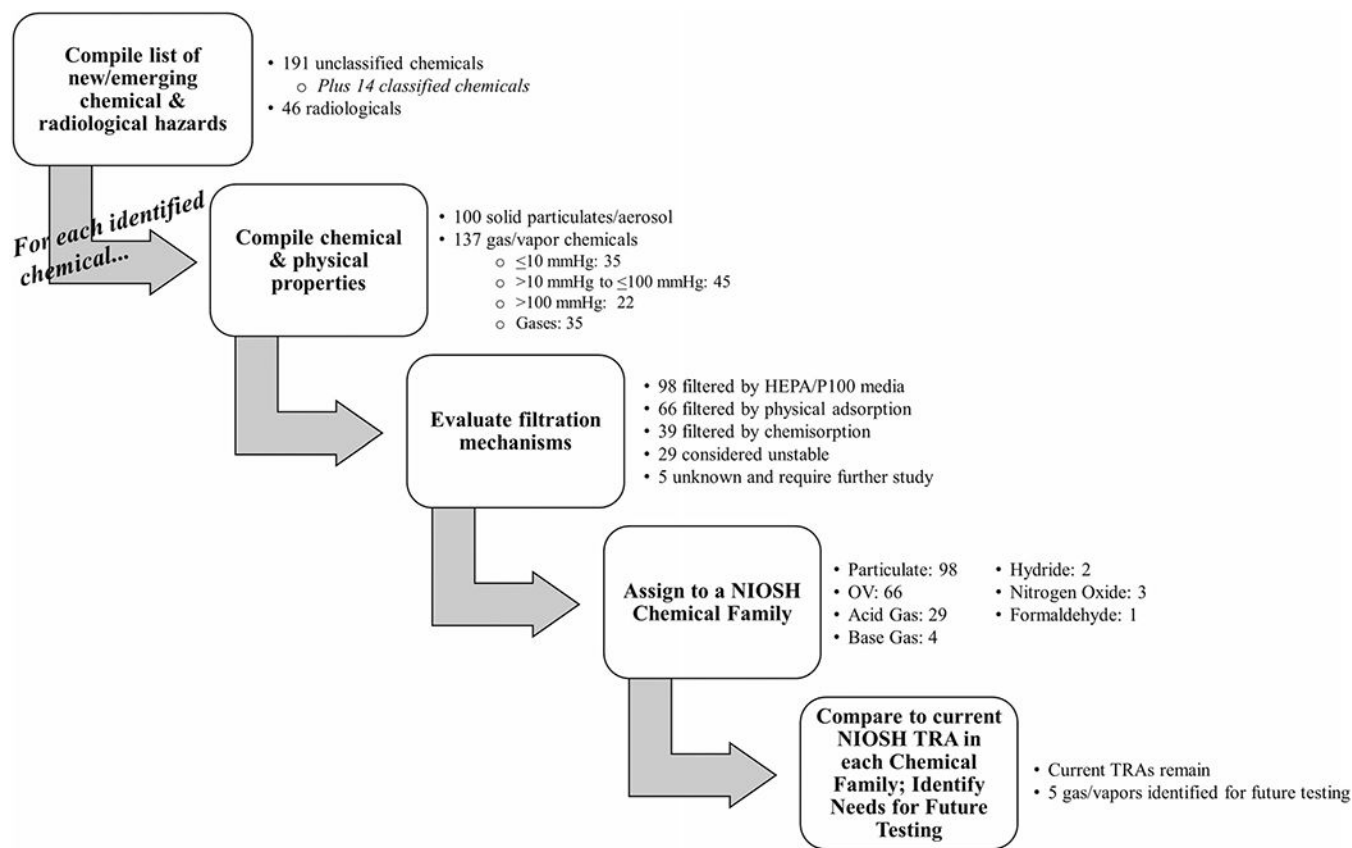 Compile list of
new/emerging
chemical &
radiological hazards
• 191 unclassified chemicals
o Plus 14 classified chemicals
• 46 radiologicals
For each identified
chemical...
Compile chemical
& physical
properties
• 100 solid particulates/aerosol
• 137 gas/vapor chemicals
o ≤10 mmHg: 35
o >10 mmHg to ≤100 mmHg: 45
o >100 mmHg: 22
o Gases: 35
Evaluate filtration
mechanisms
• 98 filtered by HEPA/P100 media
• 66 filtered by physical adsorption
• 39 filtered by chemisorption
• 29 considered unstable
• 5 unknown and require further study
Assign to a NIOSH
Chemical Family
• Particulate: 98
• OV: 66
• Acid Gas: 29
• Base Gas: 4
• Hydride: 2
• Nitrogen Oxide: 3
• Formaldehyde: 1
Compare to current
NIOSH TRA in
each Chemical
Family; Identify
Needs for Future
Testing
• Current TRAs remain
• 5 gas/vapors identified for future testing